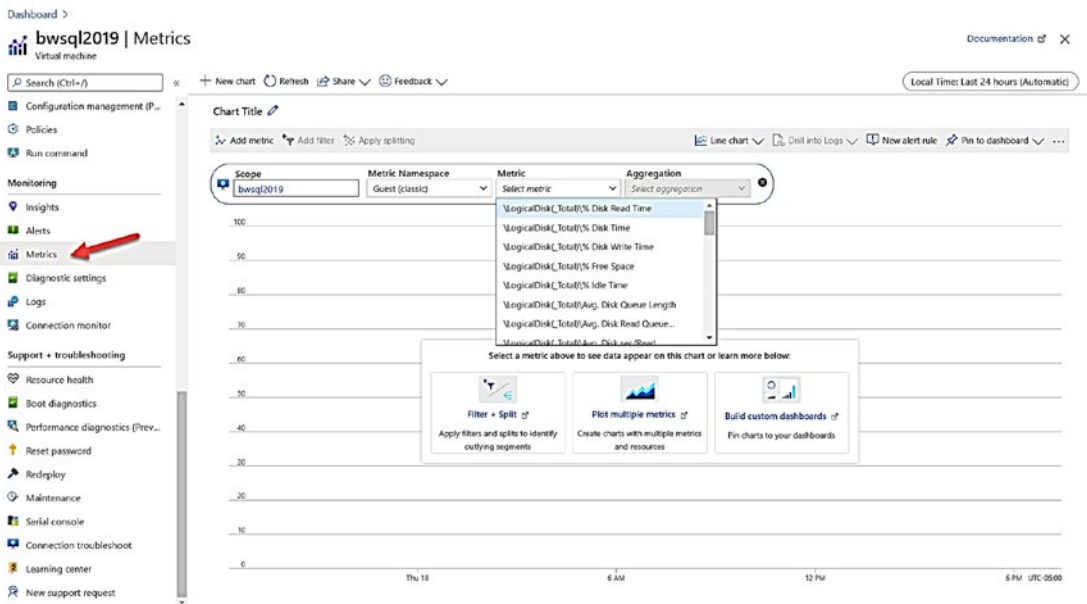 Dashboard >
bwsql2019 | Metrics
Virtual machine
Documentation
Search (Ctrl+/)
«
New chart
Refresh
Share
Feedback
Local Time: Last 24 hours (Automatic)
Configuration management (P...
Policies
Run command
Monitoring
Insights
Alerts
Metrics
Diagnostic settings
Logs
Connection monitor
Support + troubleshooting
Resource health
Boot diagnostics
Performance diagnostics (Prev...
Reset password
Redeploy
Maintenance
Serial console
Connection troubleshoot
Learning center
New support request
Chart Title
Add metric
Add filter
Apply splitting
Line chart
Drill into Logs
New alert rule
Pin to dashboard
...
Scope
bwsql2019
Metric Namespace
Guest (classic)
Metric
Select metric
Aggregation
Select aggregation
\LogicalDisk(_Total)\% Disk Read Time
\LogicalDisk(_Total)\% Disk Time
\LogicalDisk(_Total)\% Disk Write Time
\LogicalDisk(_Total)\% Free Space
\LogicalDisk(_Total)\% Idle Time
\LogicalDisk(_Total)\Avg. Disk Queue Length
\LogicalDisk(_Total)\Avg. Disk Read Queue...
\LogicalDisk(_Total)\Avg. Disk sec/Read
100
90
80
70
60
50
40
30
20
10
0
Select a metric above to see data appear on this chart or learn more below:
Filter + Split
Apply filters and splits to identify
outlying segments
Plot multiple metrics
Create charts with multiple metrics
and resources
Build custom dashboards
Pin charts to your dashboards
Thu 18
6 AM
12 PM
6 PM
UTC-05:00